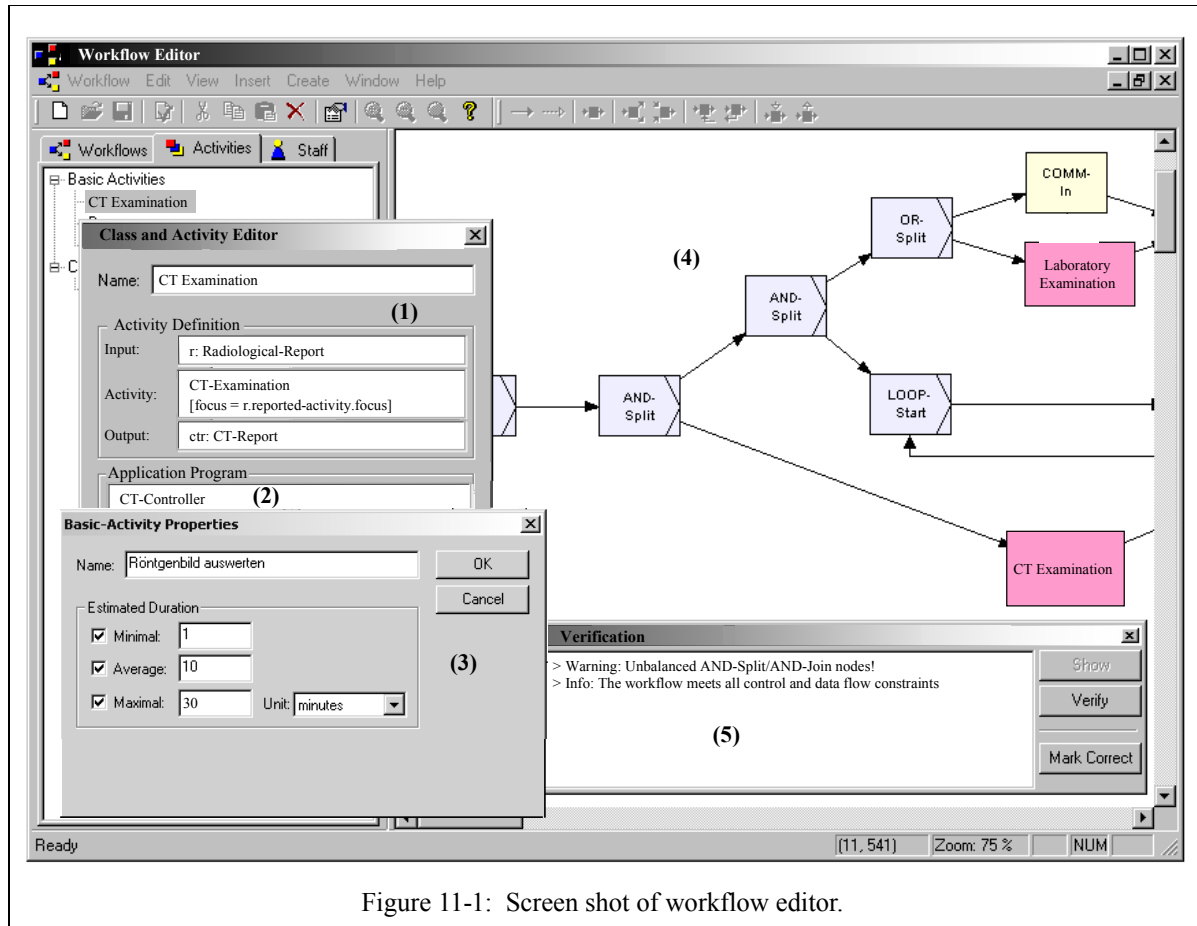 Workflow Editor
Workflow Edit View Insert Create Window Help
Workflows Activities Staff
Basic Activities
CT Examination
C
Class and Activity Editor
Name: CT Examination
(1)
Activity Definition
Input: r: Radiological-Report
Activity: CT-Examination
[focus = r.reported-activity.focus]
Output: ctr: CT-Report
Application Program
CT-Controller
(2)
Basic-Activity Properties
Name: Röntgenbild auswerten
OK
Cancel
Estimated Duration
Minimal: 1
Average: 10
Maximal: 30 Unit: minutes
(3)
(4)
COMM-
In
OR-
Split
Laboratory
Examination
AND-
Split
AND-
Split
LOOP-
Start
CT Examination
Verification
> Warning: Unbalanced AND-Split/AND-Join nodes!
> Info: The workflow meets all control and data flow constraints
(5)
Show
Verify
Mark Correct
Ready (11, 541) Zoom: 75 % NUM
Figure 11-1: Screen shot of workflow editor.